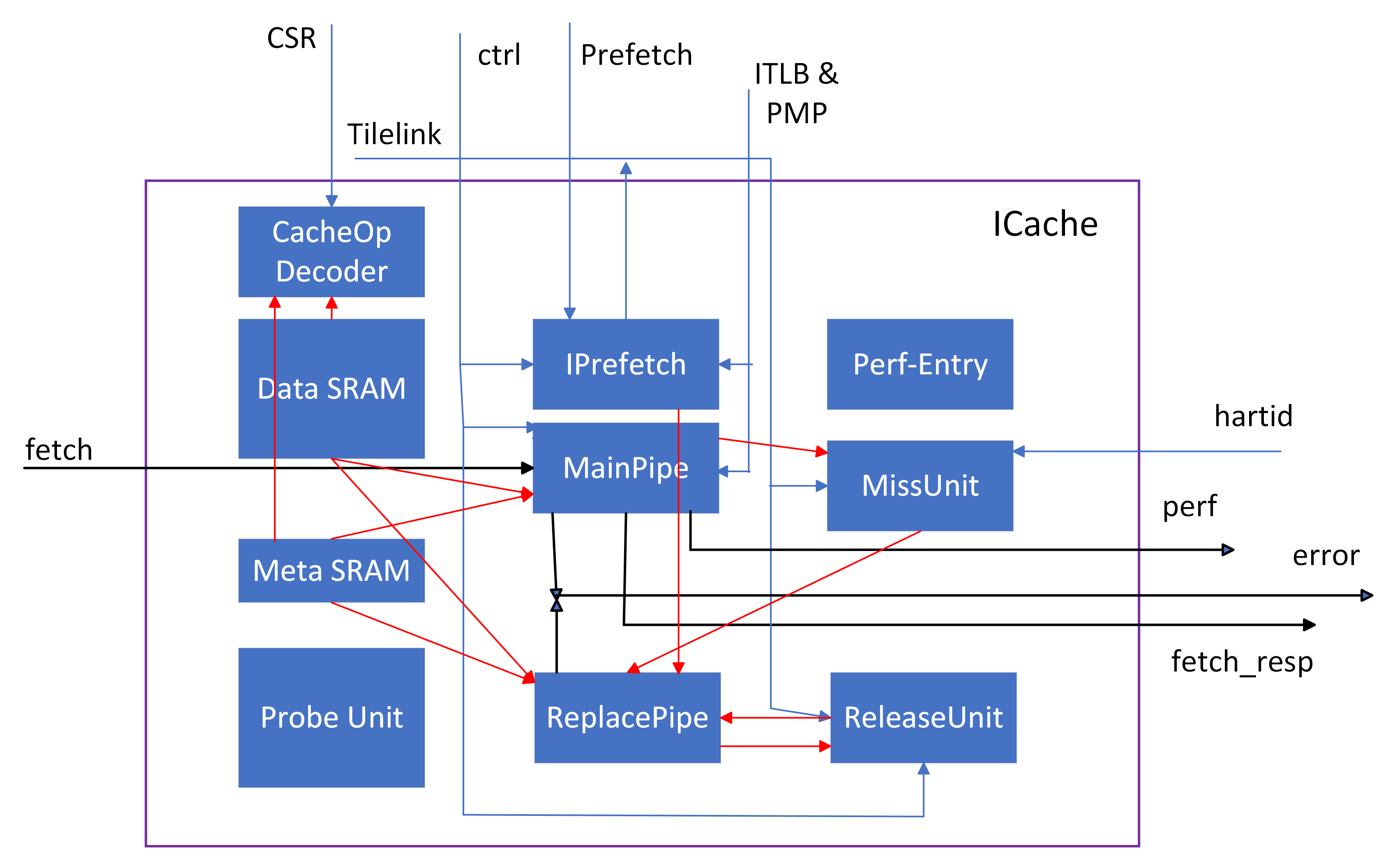 CSR
ctrl
Prefetch
ITLB &
PMP
Tilelink
ICache
CacheOp
Decoder
Data SRAM
IPrefetch
Perf-Entry
hartid
fetch
MainPipe
MissUnit
perf
error
Meta SRAM
fetch_resp
Probe Unit
ReplacePipe
ReleaseUnit